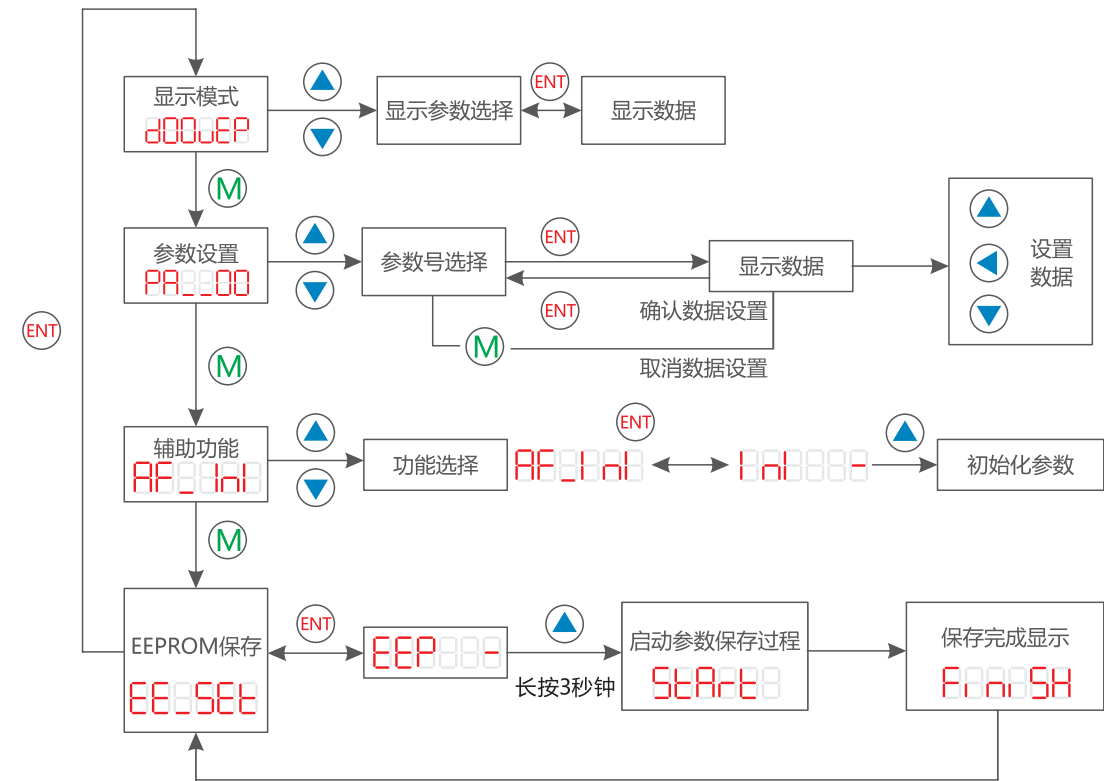 显示模式
d00uEP
显示参数选择
ENT
显示数据
M
参数设置
PA__00
参数号选择
ENT
显示数据
设置
数据
ENT
确认数据设置
M
取消数据设置
ENT
M
辅助功能
AF_InI
功能选择
AF_InI
ENT
InI -
初始化参数
M
EEPROM保存
EE_SEt
ENT
EEP -
长按3秒钟
启动参数保存过程
StArt
保存完成显示
FiniSH